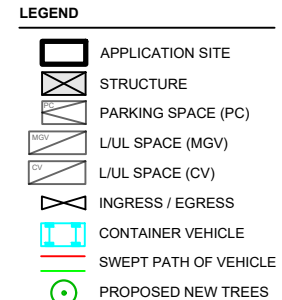 LEGEND
APPLICATION SITE
STRUCTURE
PC PARKING SPACE (PC)
MGV L/UL SPACE (MGV)
CV L/UL SPACE (CV)
INGRESS / EGRESS
CONTAINER VEHICLE
SWEPT PATH OF VEHICLE
PROPOSED NEW TREES